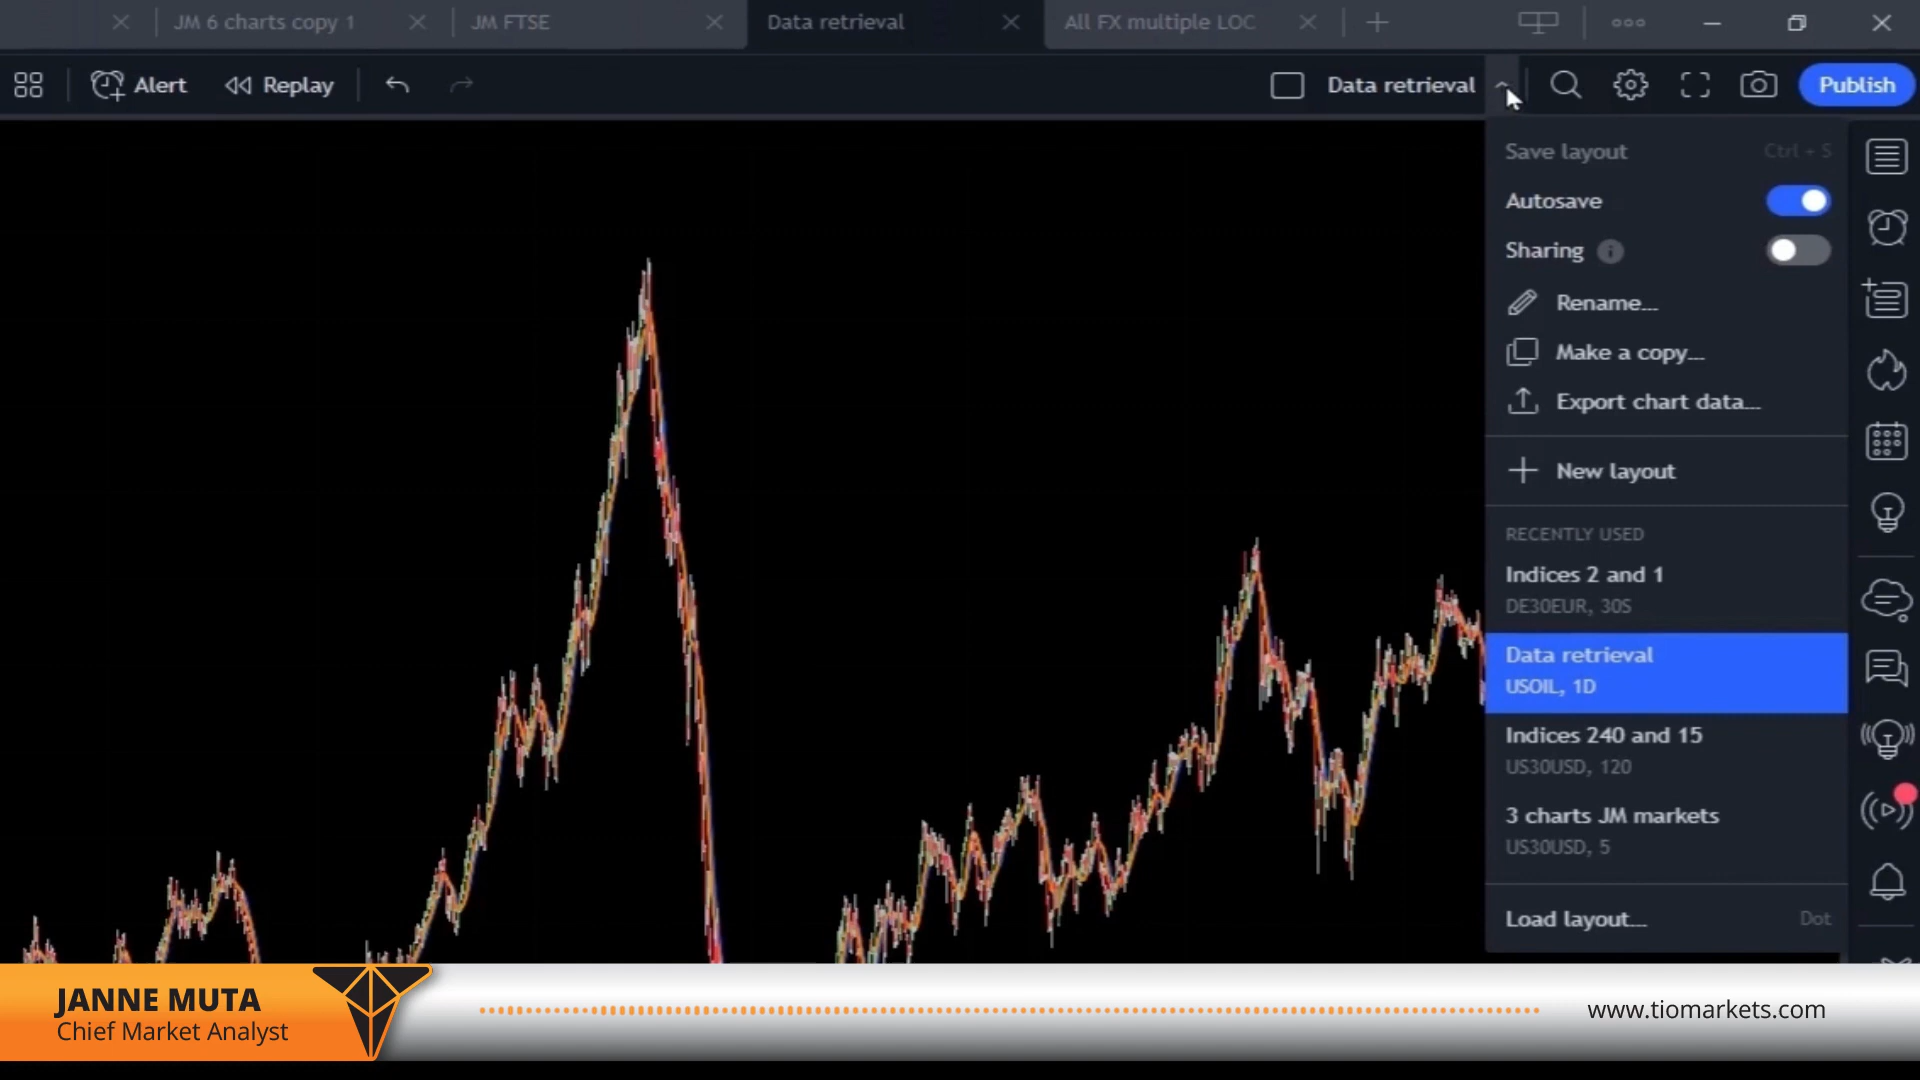 JM 6 charts copy 1
JM FTSE
Data retrieval
All FX multiple LOC
Alert
Replay
Data retrieval
Publish
Save layout
Ctrl + S
Autosave
Sharing
Rename...
Make a copy...
Export chart data...
New layout
RECENTLY USED
Indices 2 and 1
DE30EUR, 30S
Data retrieval
USOIL, 1D
Indices 240 and 15
US30USD, 120
3 charts JM markets
US30USD, 5
Load layout...
Dot
JANNE MUTA
Chief Market Analyst
www.tiomarkets.com